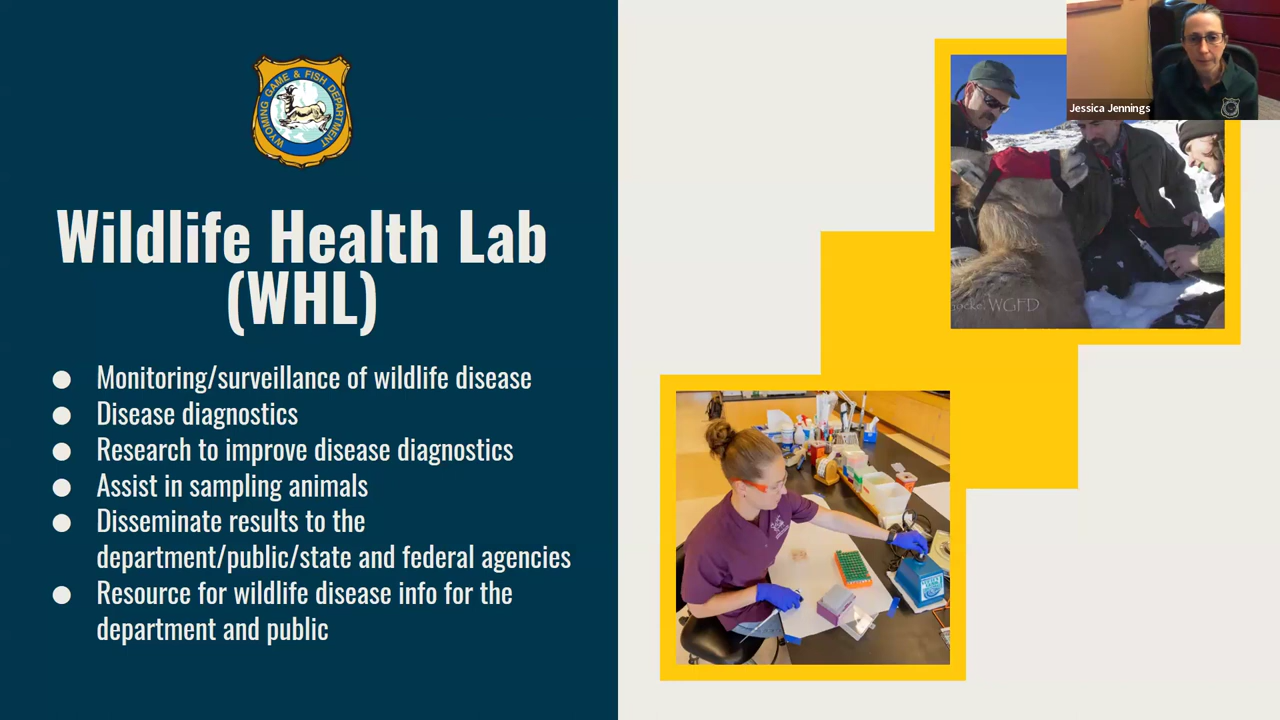 WYOMING GAME & FISH DEPARTMENT
Wildlife Health Lab
(WHL)
● Monitoring/surveillance of wildlife disease
● Disease diagnostics
● Research to improve disease diagnostics
● Assist in sampling animals
● Disseminate results to the
department/public/state and federal agencies
● Resource for wildlife disease info for the
department and public
Jessica Jennings
WGFD